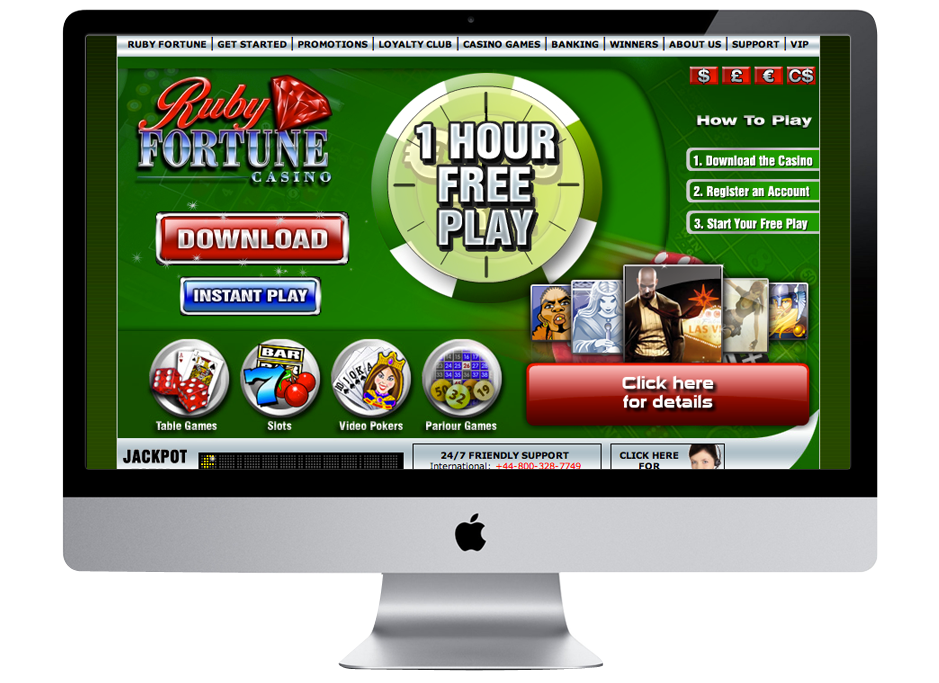 RUBY FORTUNE | GET STARTED | PROMOTIONS | LOYALTY CLUB | CASINO GAMES | BANKING | WINNERS | ABOUT US | SUPPORT | VIP
$ £ € C$
Ruby
FORTUNE
CASINO
1 HOUR
FREE
PLAY
How To Play
1. Download the Casino
2. Register an Account
3. Start Your Free Play
DOWNLOAD
INSTANT PLAY
LAS
BAR
7
10 J Q K A
Click here
for details
32
19
Table Games
Slots
Video Pokers
Parlour Games
JACKPOT
24/7 FRIENDLY SUPPORT
International: +44-800-328-7749
CLICK HERE
FOR